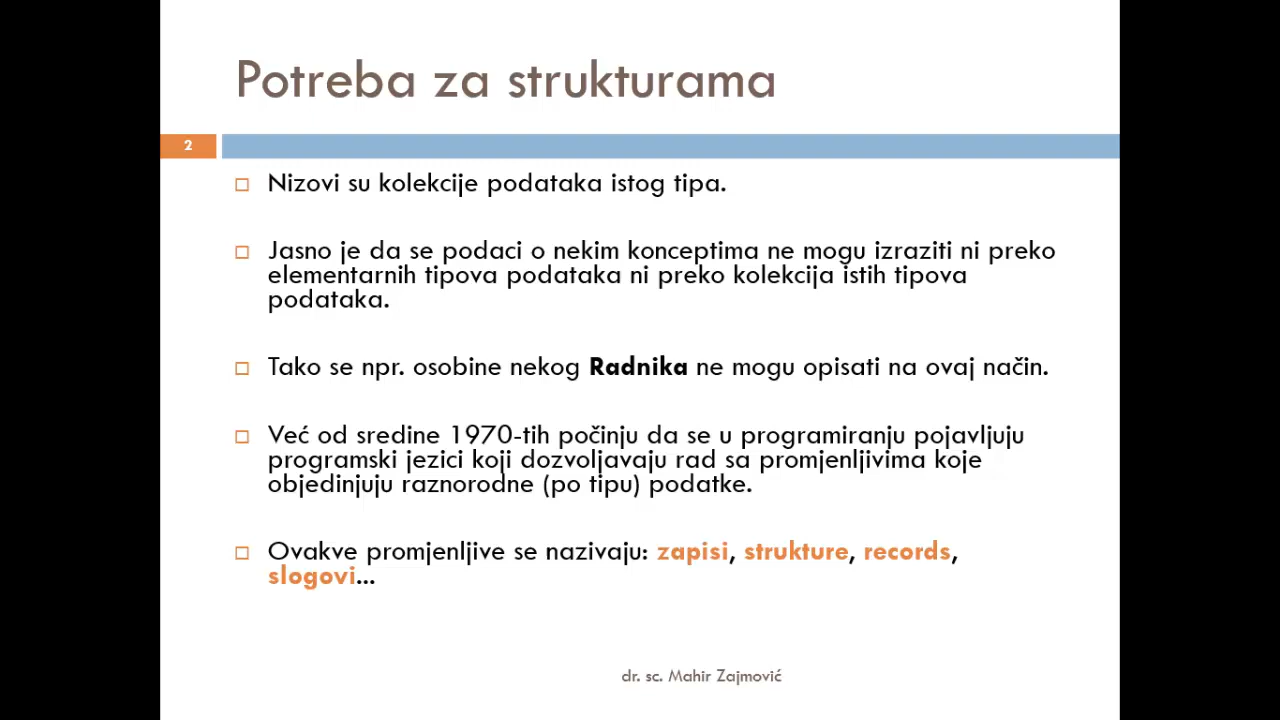 Potreba za strukturama
2
Nizovi su kolekcije podataka istog tipa.
Jasno je da se podaci o nekim konceptima ne mogu izraziti ni preko
elementarnih tipova podataka ni preko kolekcija istih tipova
podataka.
Tako se npr. osobine nekog Radnika ne mogu opisati na ovaj način.
Već od sredine 1970-tih počinju da se u programiranju pojavljuju
programski jezici koji dozvoljavaju rad sa promjenljivima koje
objedinjuju raznorodne (po tipu) podatke.
Ovakve promjenljive se nazivaju: zapisi, strukture, records,
slogovi...
dr. sc. Mahir Zajmović